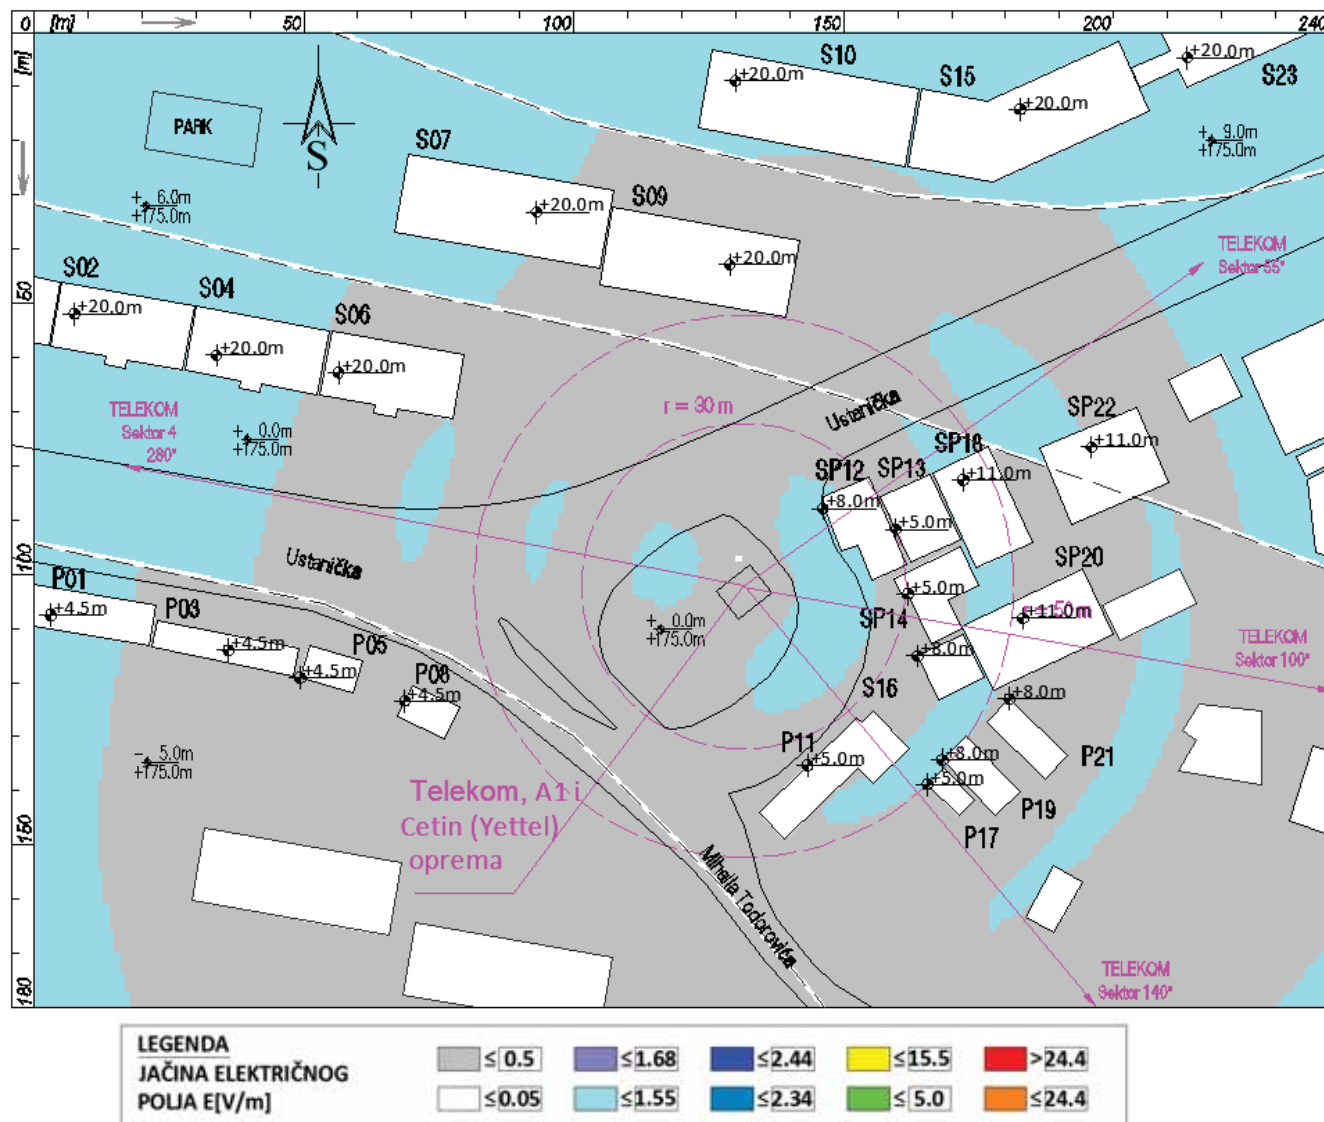 0 [m] 50 100 150 200 240
[m]
50
100
150
180
PARK
S
S10
+20.0m
S15
+20.0m
+20.0m
S23
+ 9.0m
+175.0m
S07
+20.0m
S09
+20.0m
+ 6.0m
+175.0m
S02
+20.0m
S04
+20.0m
S06
+20.0m
TELEKOM
Sektor 55°
TELEKOM
Sektor 4
280°
+ 0.0m
+175.0m
r = 30 m
Ustanička
SP22
+11.0m
SP18
+11.0m
SP12
+8.0m
SP13
+5.0m
Ustanička
SP20
+11.0m
r = 50 m
+5.0m
SP14
+8.0m
S16
+ 0.0m
+175.0m
P01
+4.5m
P03
+4.5m
P05
+4.5m
P08
+4.5m
TELEKOM
Sektor 100°
+8.0m
P21
P11
+5.0m
+8.0m
P19
+5.0m
P17
- 5.0m
+175.0m
Telekom, A1 i
Cetin (Yettel)
oprema
Mihaila Todorovića
TELEKOM
Sektor 140°
LEGENDA
JAČINA ELEKTRIČNOG
POLJA E[V/m]
≤ 0.5 ≤1.68 ≤2.44 ≤15.5 >24.4
≤0.05 ≤1.55 ≤2.34 ≤ 5.0 ≤24.4